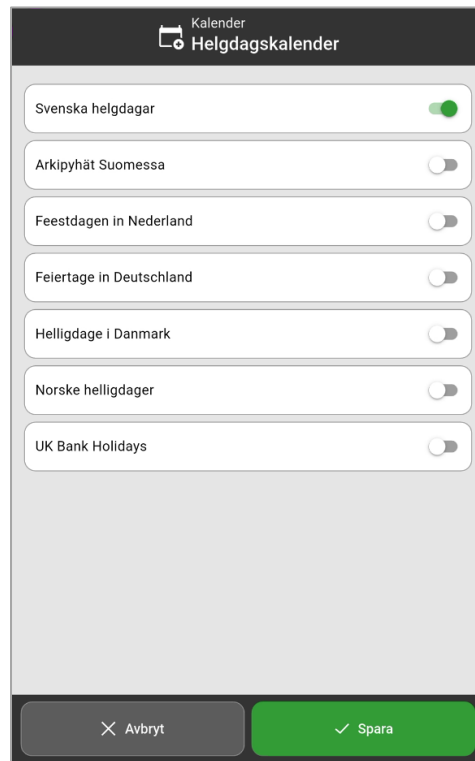 Kalender
Helgdagskalender
Svenska helgdagar
Arkipyhät Suomessa
Feestdagen in Nederland
Feiertage in Deutschland
Helligdage i Danmark
Norske helligdager
UK Bank Holidays
Avbryt
Spara